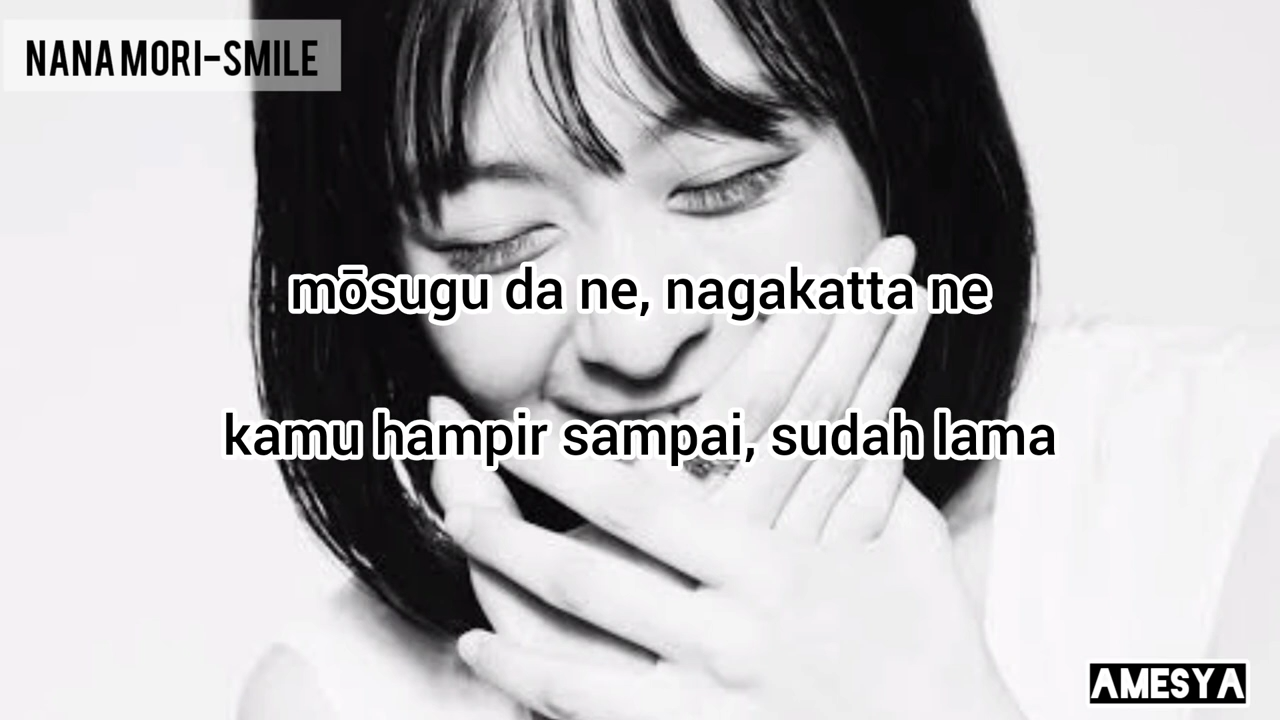 NANA MORI-SMILE
mōsugu da ne, nagakatta ne
kamu hampir sampai, sudah lama
AMESYA